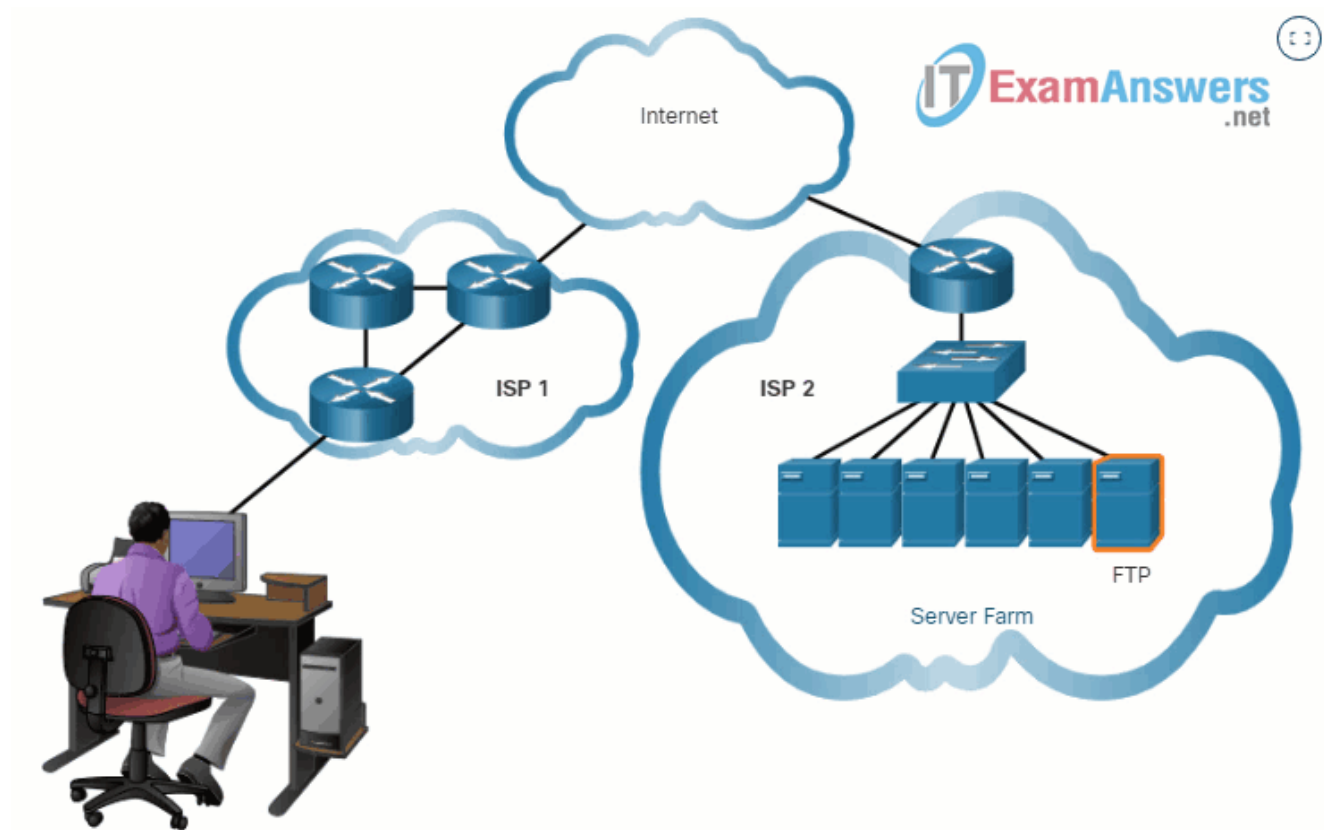 Internet
ITExamAnswers
.net
ISP 1
ISP 2
FTP
Server Farm